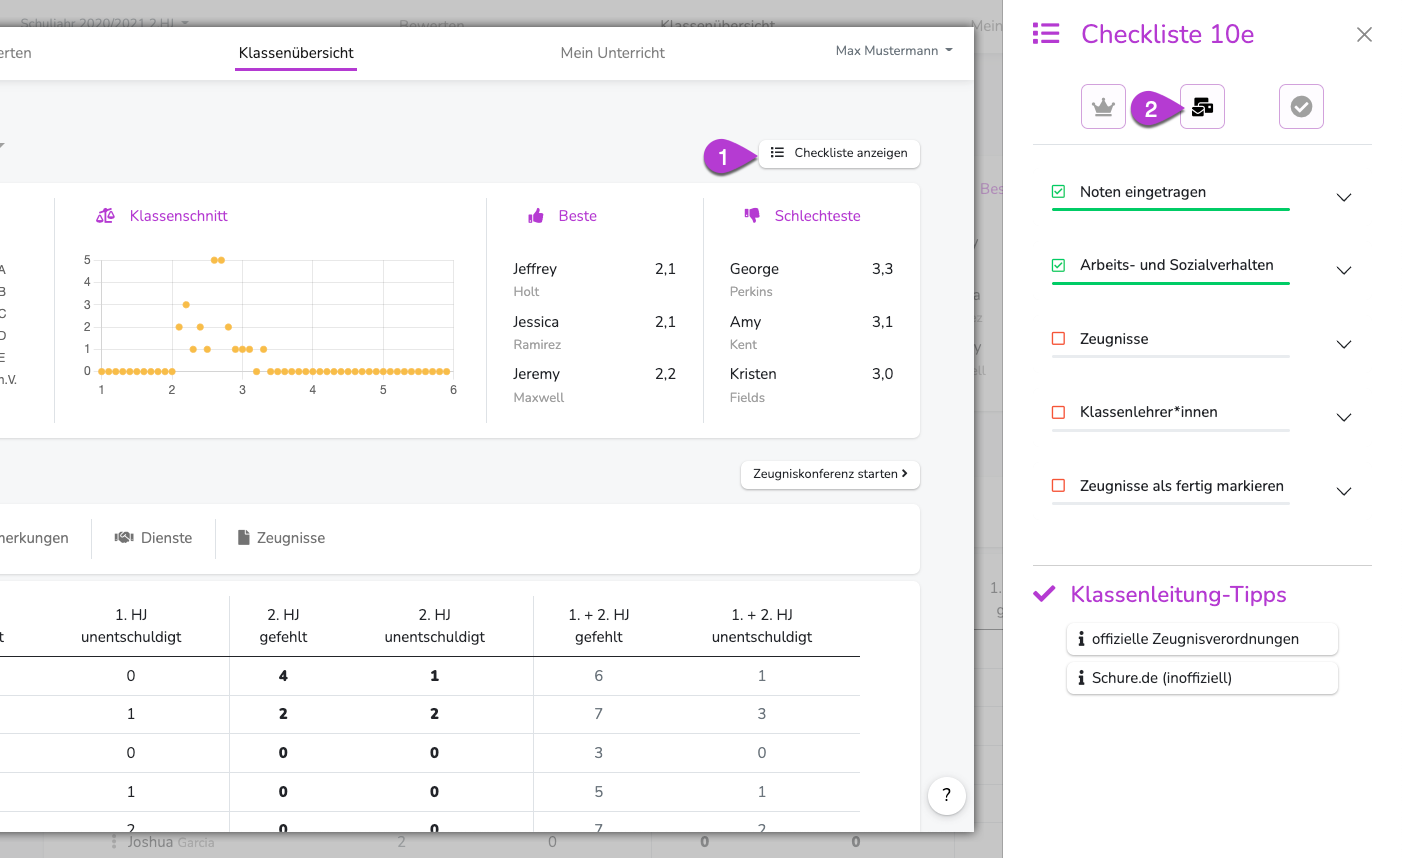 Schuljahr 2020/2021 2.HJ
Bewerten
Klassenübersicht
Mein
erten
Klassenübersicht
Mein Unterricht
Max Mustermann
1
Checkliste anzeigen
Klassenschnitt
Beste
Schlechteste
Bes
A
B
C
D
E
n.V.
5
4
3
2
1
0
1 2 3 4 5 6
Jeffrey 2,1
Holt
Jessica 2,1
Ramirez
Jeremy 2,2
Maxwell
George 3,3
Perkins
Amy 3,1
Kent
Kristen 3,0
Fields
Zeugniskonferenz starten
nerkungen
Dienste
Zeugnisse
1. HJ 2. HJ 2. HJ 1. + 2. HJ 1. + 2. HJ
t unentschuldigt gefehlt unentschuldigt gefehlt unentschuldigt
0 4 1 6 1
1 2 2 7 3
0 0 0 3 0
1 0 0 5 1
2 0 0 7 2
?
Joshua Garcia 2 0 0 0
Checkliste 10e
2
Noten eingetragen
Arbeits- und Sozialverhalten
Zeugnisse
Klassenlehrer*innen
Zeugnisse als fertig markieren
Klassenleitung-Tipps
offizielle Zeugnisverordnungen
Schure.de (inoffiziell)